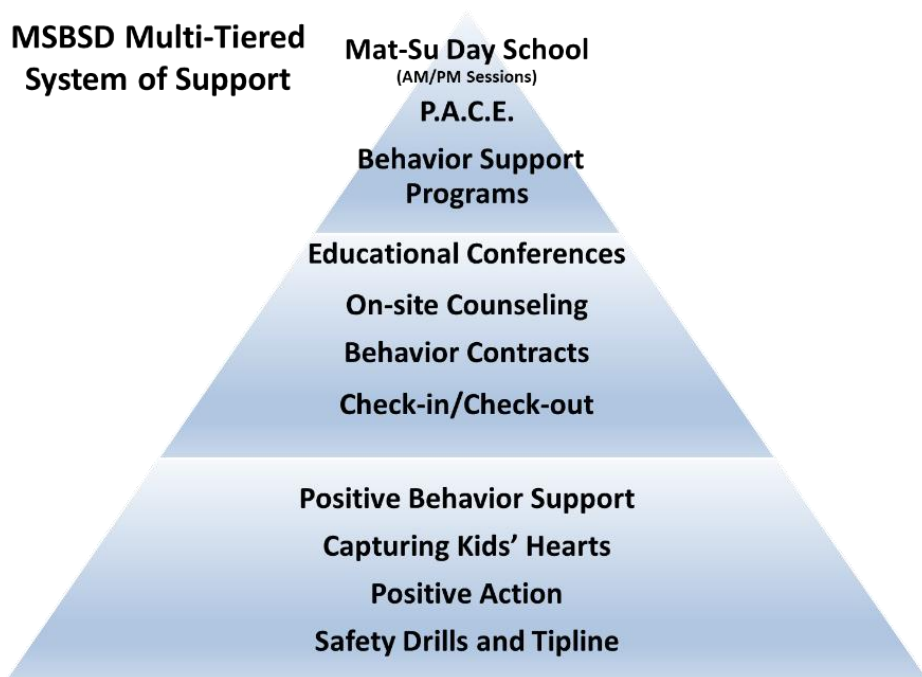 MSBSD Multi-Tiered
System of Support
Mat-Su Day School
(AM/PM Sessions)
P.A.C.E.
Behavior Support
Programs
Educational Conferences
On-site Counseling
Behavior Contracts
Check-in/Check-out
Positive Behavior Support
Capturing Kids’ Hearts
Positive Action
Safety Drills and Tipline